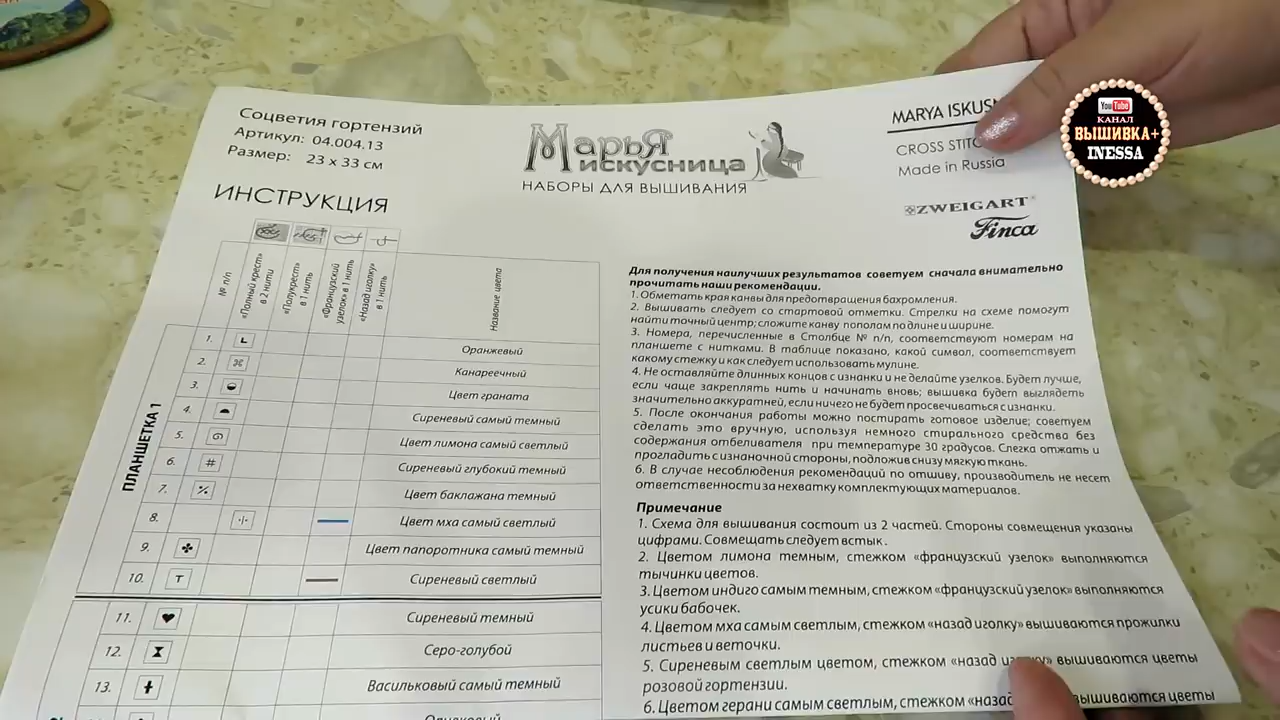 Соцветия гортензий
Артикул: 04.004.13
Размер: 23 х 33 см
ИНСТРУКЦИЯ
Марья
искусница
НАБОРЫ ДЛЯ ВЫШИВАНИЯ
MARYA
CROSS
Made in Russia
ZWEIGART
Finca
YouTube
КАНАЛ
ВЫШИВКА+
INESSA
№ п/п
«Полный крест»
в 2 нити
«Полукрест»
в 1 нить
«Французский
узелок» в 1 нить
«Назад иголку»
в 1 нить
Название цвета
ПЛАНШЕТКА 1
1. Оранжевый
2. Канареечный
3. Цвет граната
4. Сиреневый самый темный
5. Цвет лимона самый светлый
6. # Сиреневый глубокий темный
7. Цвет баклажана темный
8. Цвет мха самый светлый
9. ♣ Цвет папоротника самый темный
10. T Сиреневый светлый
11. ♥ Сиреневый темный
12. Серо-голубой
13. Васильковый самый темный
Для получения наилучших результатов советуем сначала внимательно
прочитать наши рекомендации.
1. Обметать края канвы для предотвращения бахромления.
2. Вышивать следует со стартовой отметки. Стрелки на схеме помогут
найти точный центр; сложите канву пополам по длине и ширине.
3. Номера, перечисленные в Столбце № п/п, соответствуют номерам на
планшете с нитками. В таблице показано, какой символ, соответствует
какому стежку и как следует использовать мулине.
4. Не оставляйте длинных концов с изнанки и не делайте узелков. Будет лучше,
если чаще закреплять нить и начинать вновь; вышивка будет выглядеть
значительно аккуратней, если ничего не будет просвечиваться с изнанки.
5. После окончания работы можно постирать готовое изделие; советуем
сделать это вручную, используя немного стирального средства без
содержания отбеливателя при температуре 30 градусов. Слегка отжать и
прогладить с изнаночной стороны, подложив снизу мягкую ткань.
6. В случае несоблюдения рекомендаций по отшиву, производитель не несет
ответственности за нехватку комплектующих материалов.
Примечание
1. Схема для вышивания состоит из 2 частей. Стороны совмещения указаны
цифрами. Совмещать следует встык.
2. Цветом лимона темным, стежком «французский узелок» выполняются
тычинки цветов.
3. Цветом индиго самым темным, стежком «французский узелок» выполняются
усики бабочек.
4. Цветом мха самым светлым, стежком «назад иголку» вышиваются прожилки
листьев и веточки.
5. Сиреневым светлым цветом, стежком «назад иголку» вышиваются цветы
розовой гортензии.
6. Цветом герани самым светлым, стежком «назад вышиваются цветы